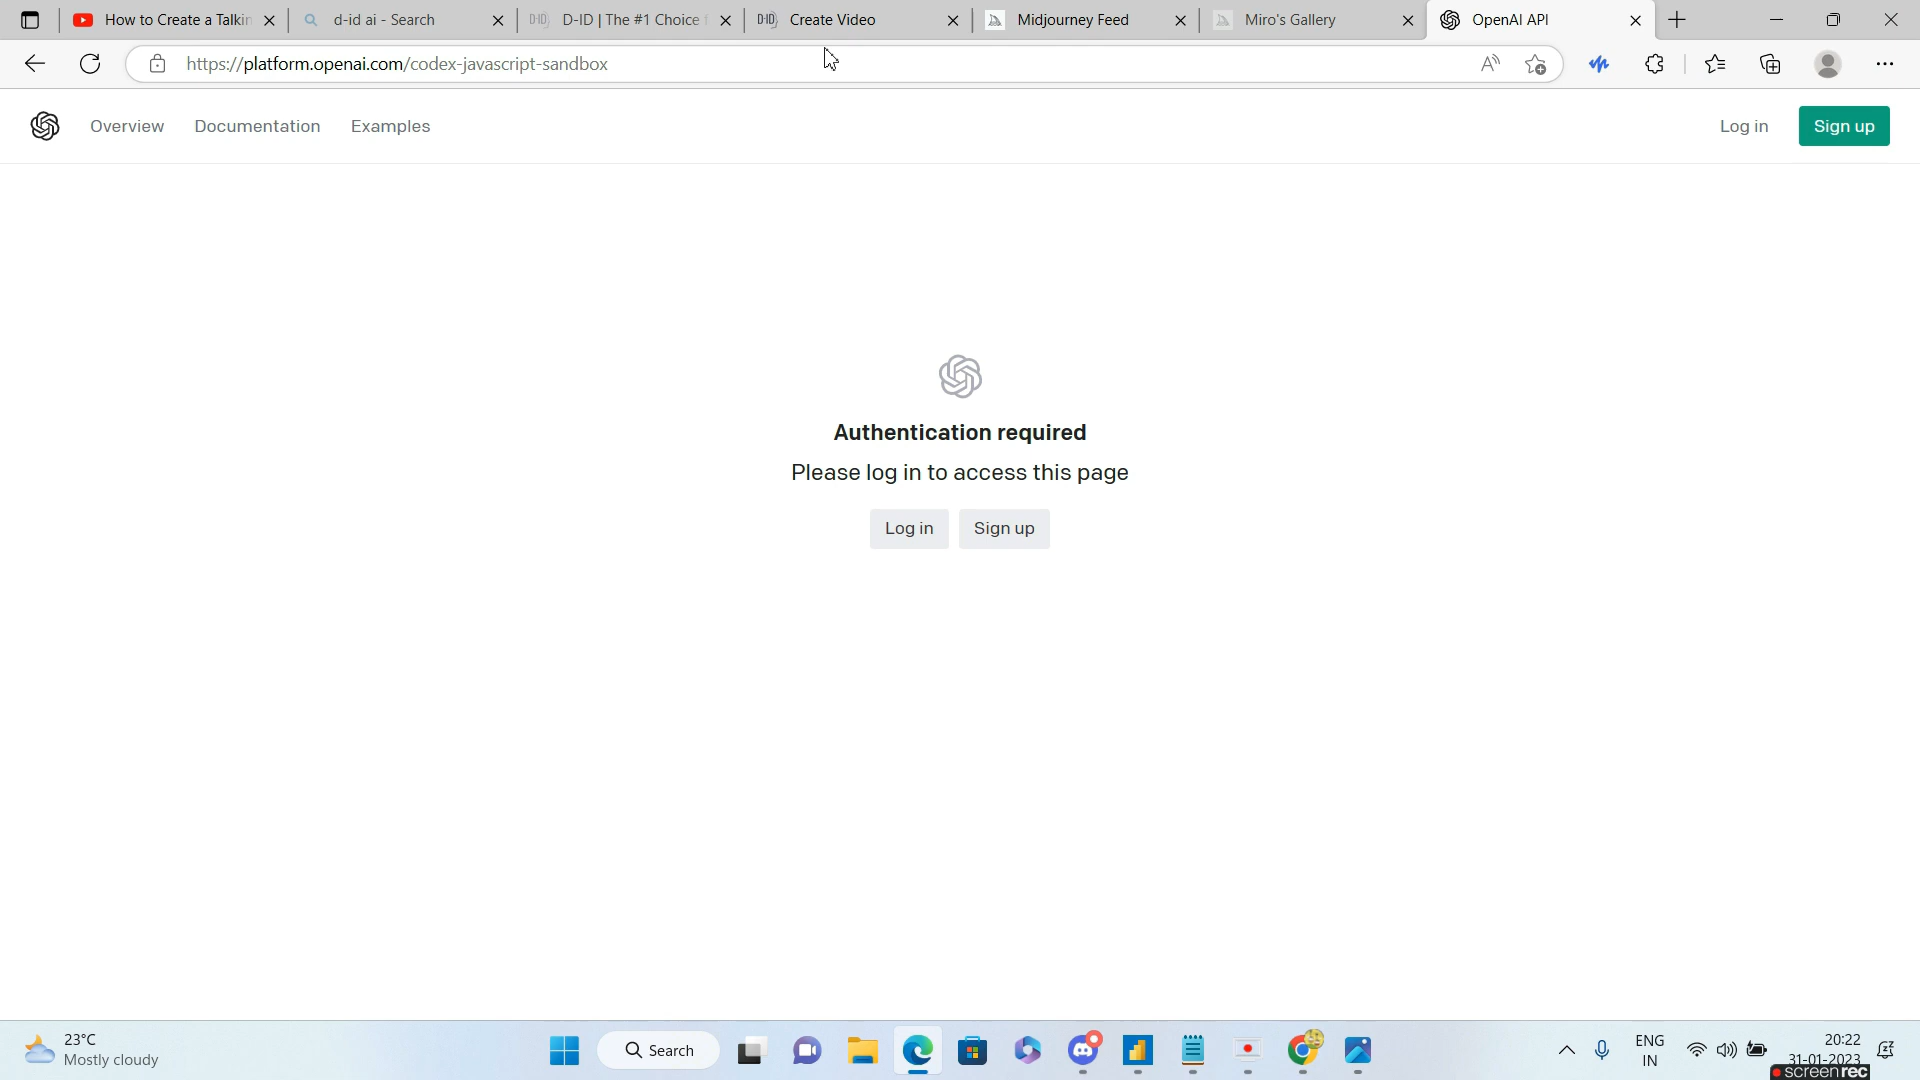 How to Create a Talkin
d-id ai - Search
D-ID | The #1 Choice f
Create Video
Midjourney Feed
Miro's Gallery
OpenAI API
https://platform.openai.com/codex-javascript-sandbox
Overview
Documentation
Examples
Log in
Sign up
Authentication required
Please log in to access this page
Log in
Sign up
23°C
Mostly cloudy
Search
ENG
IN
20:22
31-01-2023
screenrec